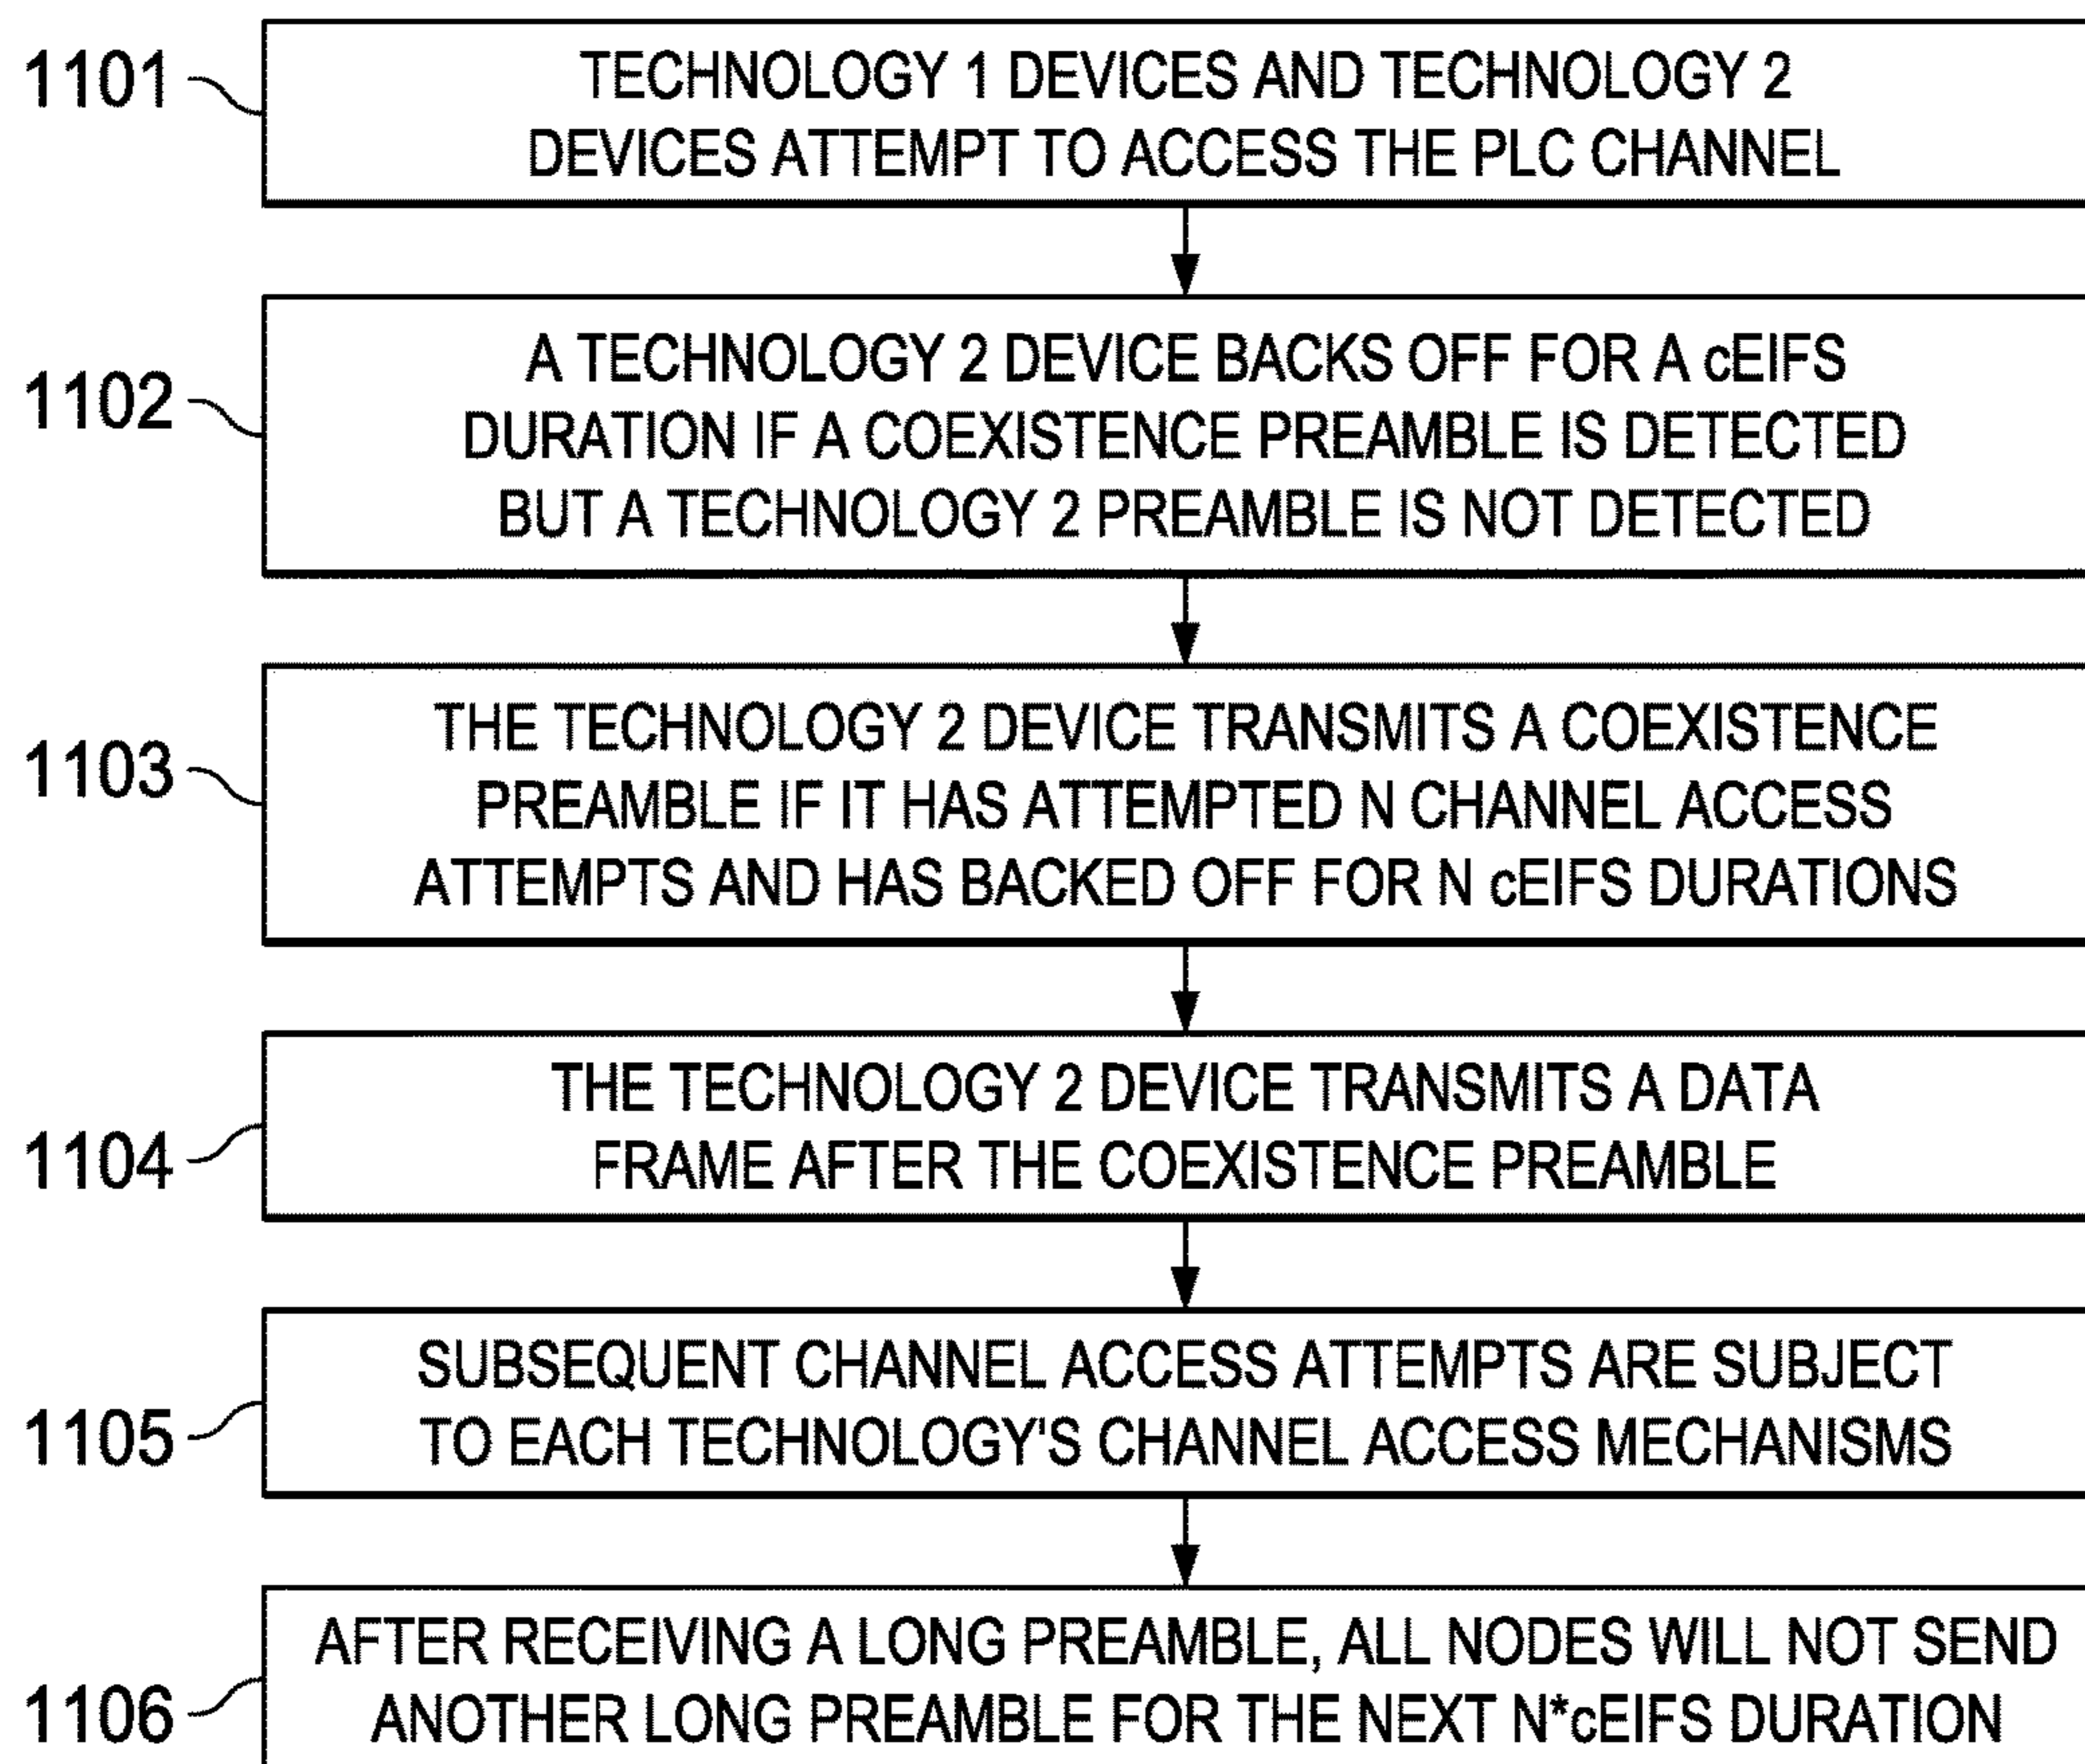 1101
TECHNOLOGY 1 DEVICES AND TECHNOLOGY 2
DEVICES ATTEMPT TO ACCESS THE PLC CHANNEL
1102
A TECHNOLOGY 2 DEVICE BACKS OFF FOR A cEIFS
DURATION IF A COEXISTENCE PREAMBLE IS DETECTED
BUT A TECHNOLOGY 2 PREAMBLE IS NOT DETECTED
1103
THE TECHNOLOGY 2 DEVICE TRANSMITS A COEXISTENCE
PREAMBLE IF IT HAS ATTEMPTED N CHANNEL ACCESS
ATTEMPTS AND HAS BACKED OFF FOR N cEIFS DURATIONS
1104
THE TECHNOLOGY 2 DEVICE TRANSMITS A DATA
FRAME AFTER THE COEXISTENCE PREAMBLE
1105
SUBSEQUENT CHANNEL ACCESS ATTEMPTS ARE SUBJECT
TO EACH TECHNOLOGY'S CHANNEL ACCESS MECHANISMS
1106
AFTER RECEIVING A LONG PREAMBLE, ALL NODES WILL NOT SEND
ANOTHER LONG PREAMBLE FOR THE NEXT N*cEIFS DURATION